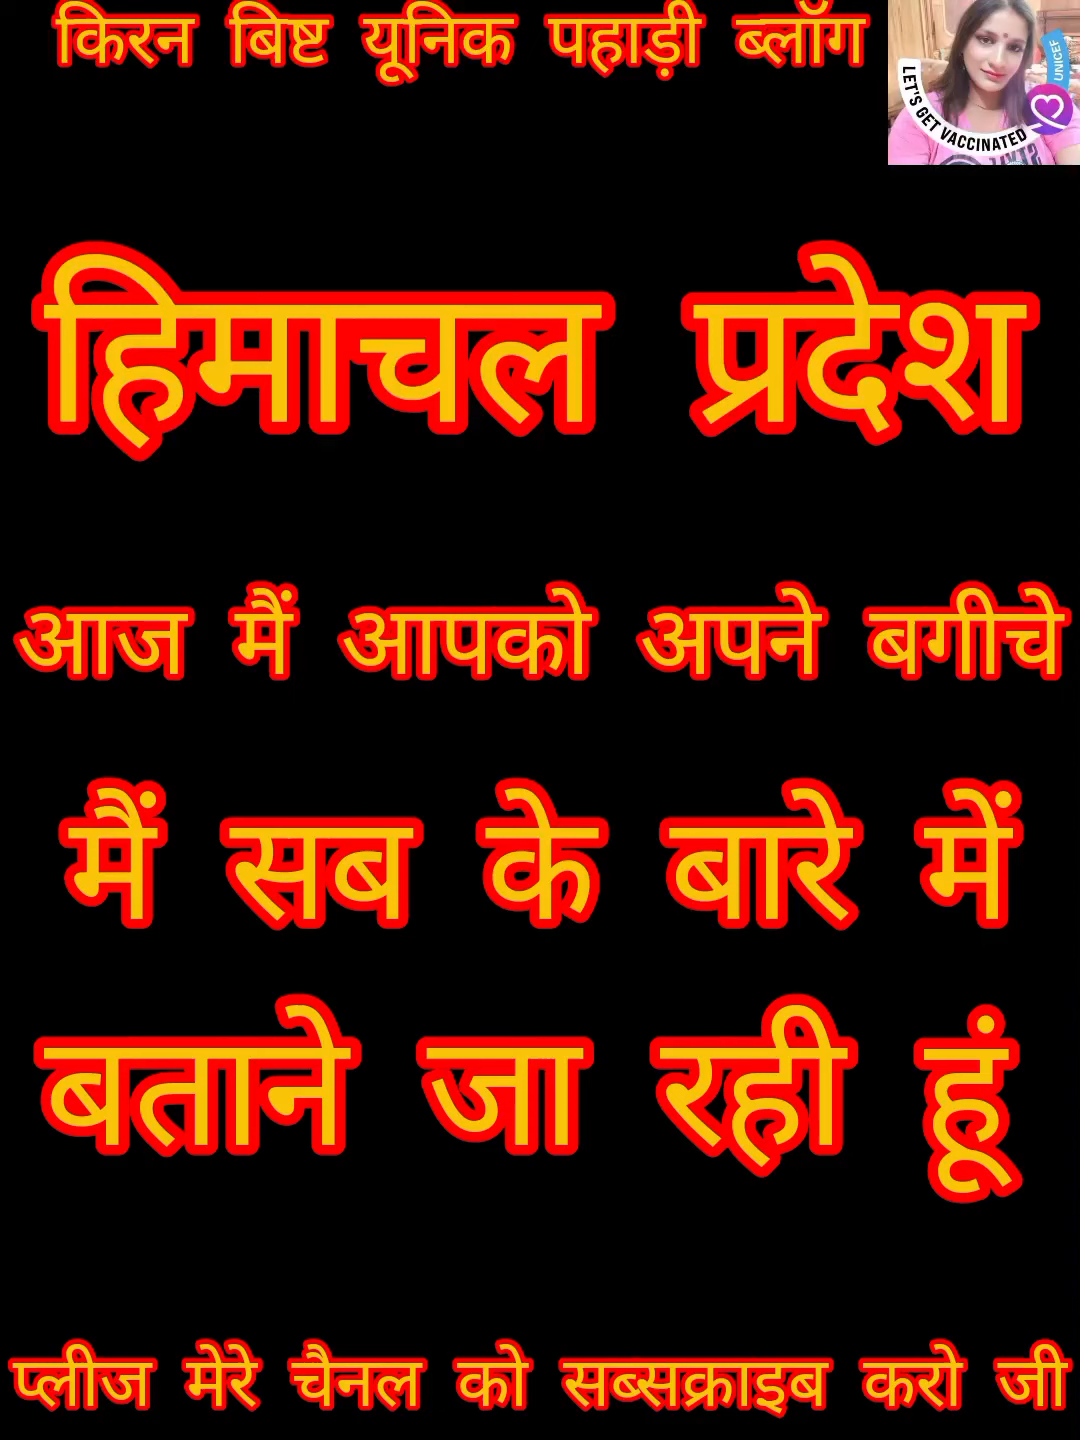 किरन बिष्ट यूनिक पहाड़ी ब्लॉग
UNICEF
LET'S GET VACCINATED
हिमाचल प्रदेश
आज मैं आपको अपने बगीचे
मैं सब के बारे में
बताने जा रही हूं
प्लीज मेरे चैनल को सब्सक्राइब करो जी